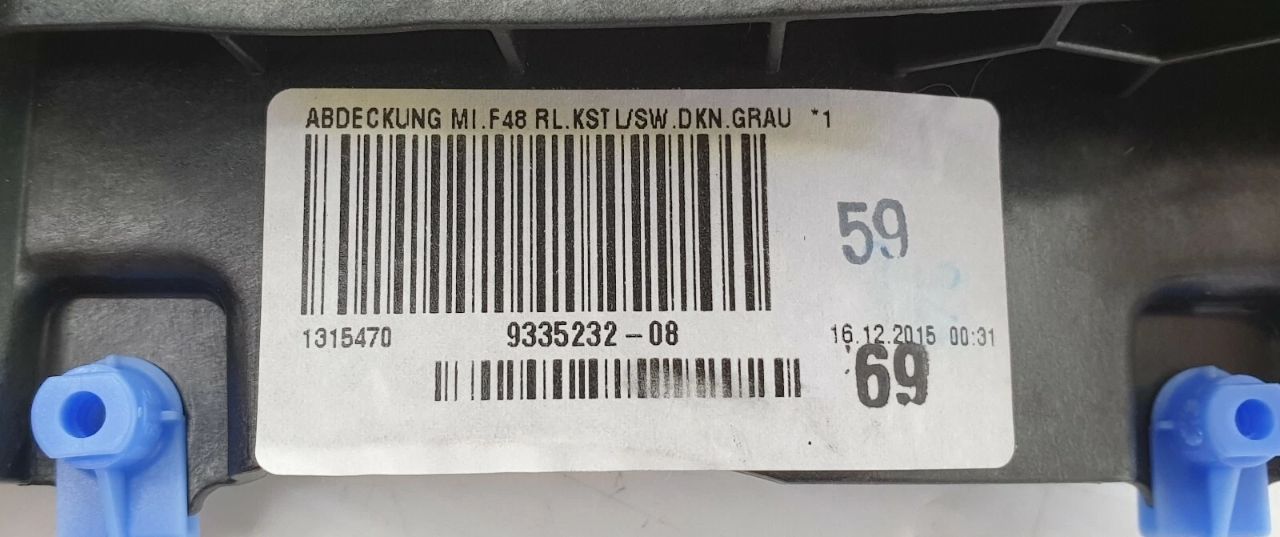 ABDECKUNG MI.F48 RL.KST L/SW.DKN.GRAU *1
59
1315470 9335232-08 16.12.2015 00:31
69